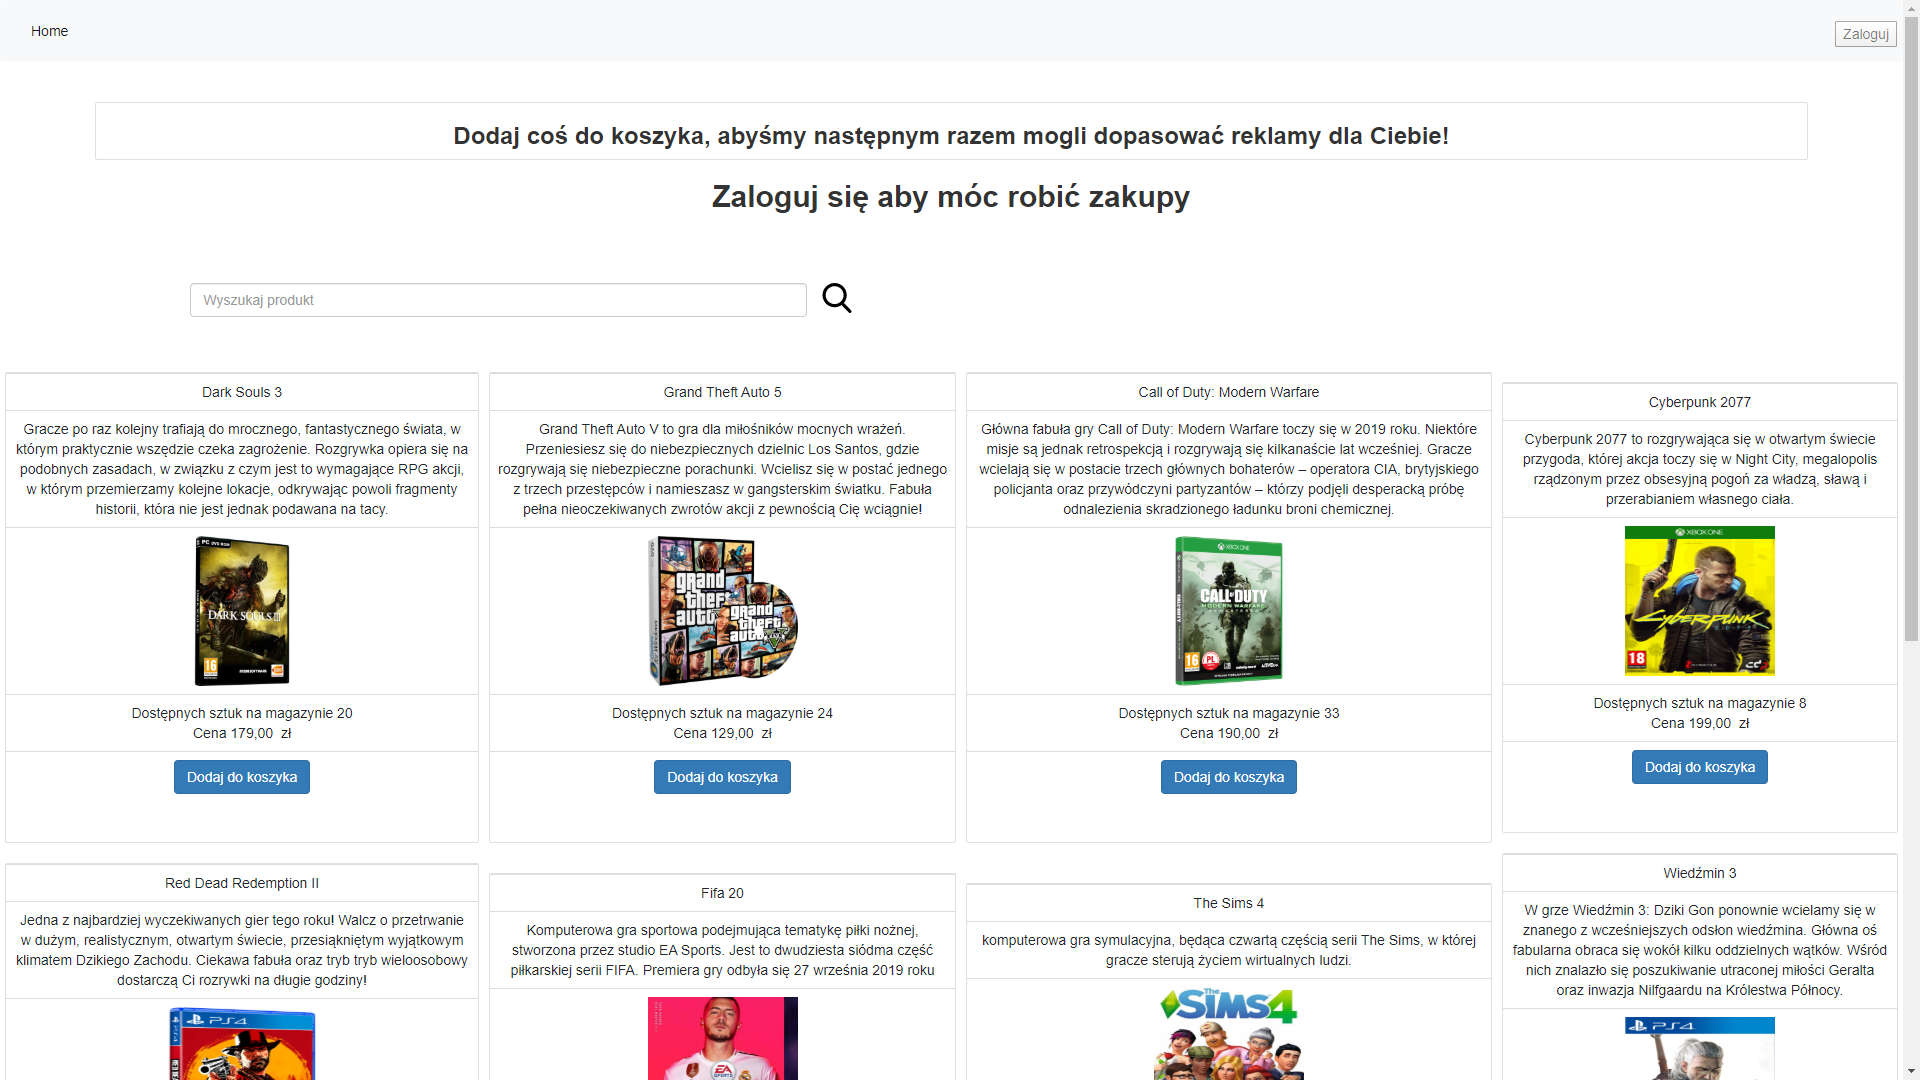 Home
Zaloguj
Dodaj coś do koszyka, abyśmy następnym razem mogli dopasować reklamy dla Ciebie!
Zaloguj się aby móc robić zakupy
Wyszukaj produkt
Dark Souls 3
Gracze po raz kolejny trafiają do mrocznego, fantastycznego świata, w
którym praktycznie wszędzie czeka zagrożenie. Rozgrywka opiera się na
podobnych zasadach, w związku z czym jest to wymagające RPG akcji,
w którym przemierzamy kolejne lokacje, odkrywając powoli fragmenty
historii, która nie jest jednak podawana na tacy.
PC DVD ROM
DARK SOULS III
16
Dostępnych sztuk na magazynie 20
Cena 179,00 zł
Dodaj do koszyka
Grand Theft Auto 5
Grand Theft Auto V to gra dla miłośników mocnych wrażeń.
Przeniesiesz się do niebezpiecznych dzielnic Los Santos, gdzie
rozgrywają się niebezpieczne porachunki. Wcielisz się w postać jednego
z trzech przestępców i namieszasz w gangsterskim światku. Fabuła
pełna nieoczekiwanych zwrotów akcji z pewnością Cię wciągnie!
grand
theft
auto
grand
theft
auto
V
Dostępnych sztuk na magazynie 24
Cena 129,00 zł
Dodaj do koszyka
Call of Duty: Modern Warfare
Główna fabuła gry Call of Duty: Modern Warfare toczy się w 2019 roku. Niektóre
misje są jednak retrospekcją i rozgrywają się kilkanaście lat wcześniej. Gracze
wcielają się w postacie trzech głównych bohaterów – operatora CIA, brytyjskiego
policjanta oraz przywódczyni partyzantów – którzy podjęli desperacką próbę
odnalezienia skradzionego ładunku broni chemicznej.
XBOX ONE
CALL OF DUTY
MODERN WARFARE
REMASTERED
16
PL
Dostępnych sztuk na magazynie 33
Cena 190,00 zł
Dodaj do koszyka
Cyberpunk 2077
Cyberpunk 2077 to rozgrywająca się w otwartym świecie
przygoda, której akcja toczy się w Night City, megalopolis
rządzonym przez obsesyjną pogoń za władzą, sławą i
przerabianiem własnego ciała.
XBOX ONE
Cyberpunk
18
Dostępnych sztuk na magazynie 8
Cena 199,00 zł
Dodaj do koszyka
Red Dead Redemption II
Jedna z najbardziej wyczekiwanych gier tego roku! Walcz o przetrwanie
w dużym, realistycznym, otwartym świecie, przesiąkniętym wyjątkowym
klimatem Dzikiego Zachodu. Ciekawa fabuła oraz tryb tryb wieloosobowy
dostarczą Ci rozrywki na długie godziny!
PS4
Fifa 20
Komputerowa gra sportowa podejmująca tematykę piłki nożnej,
stworzona przez studio EA Sports. Jest to dwudziesta siódma część
piłkarskiej serii FIFA. Premiera gry odbyła się 27 września 2019 roku
EA
SPORTS
The Sims 4
komputerowa gra symulacyjna, będąca czwartą częścią serii The Sims, w której
gracze sterują życiem wirtualnych ludzi.
The SIMS 4
Wiedźmin 3
W grze Wiedźmin 3: Dziki Gon ponownie wcielamy się w
znanego z wcześniejszych odsłon wiedźmina. Główna oś
fabularna obraca się wokół kilku oddzielnych wątków. Wśród
nich znalazło się poszukiwanie utraconej miłości Geralta
oraz inwazja Nilfgaardu na Królestwa Północy.
PS4